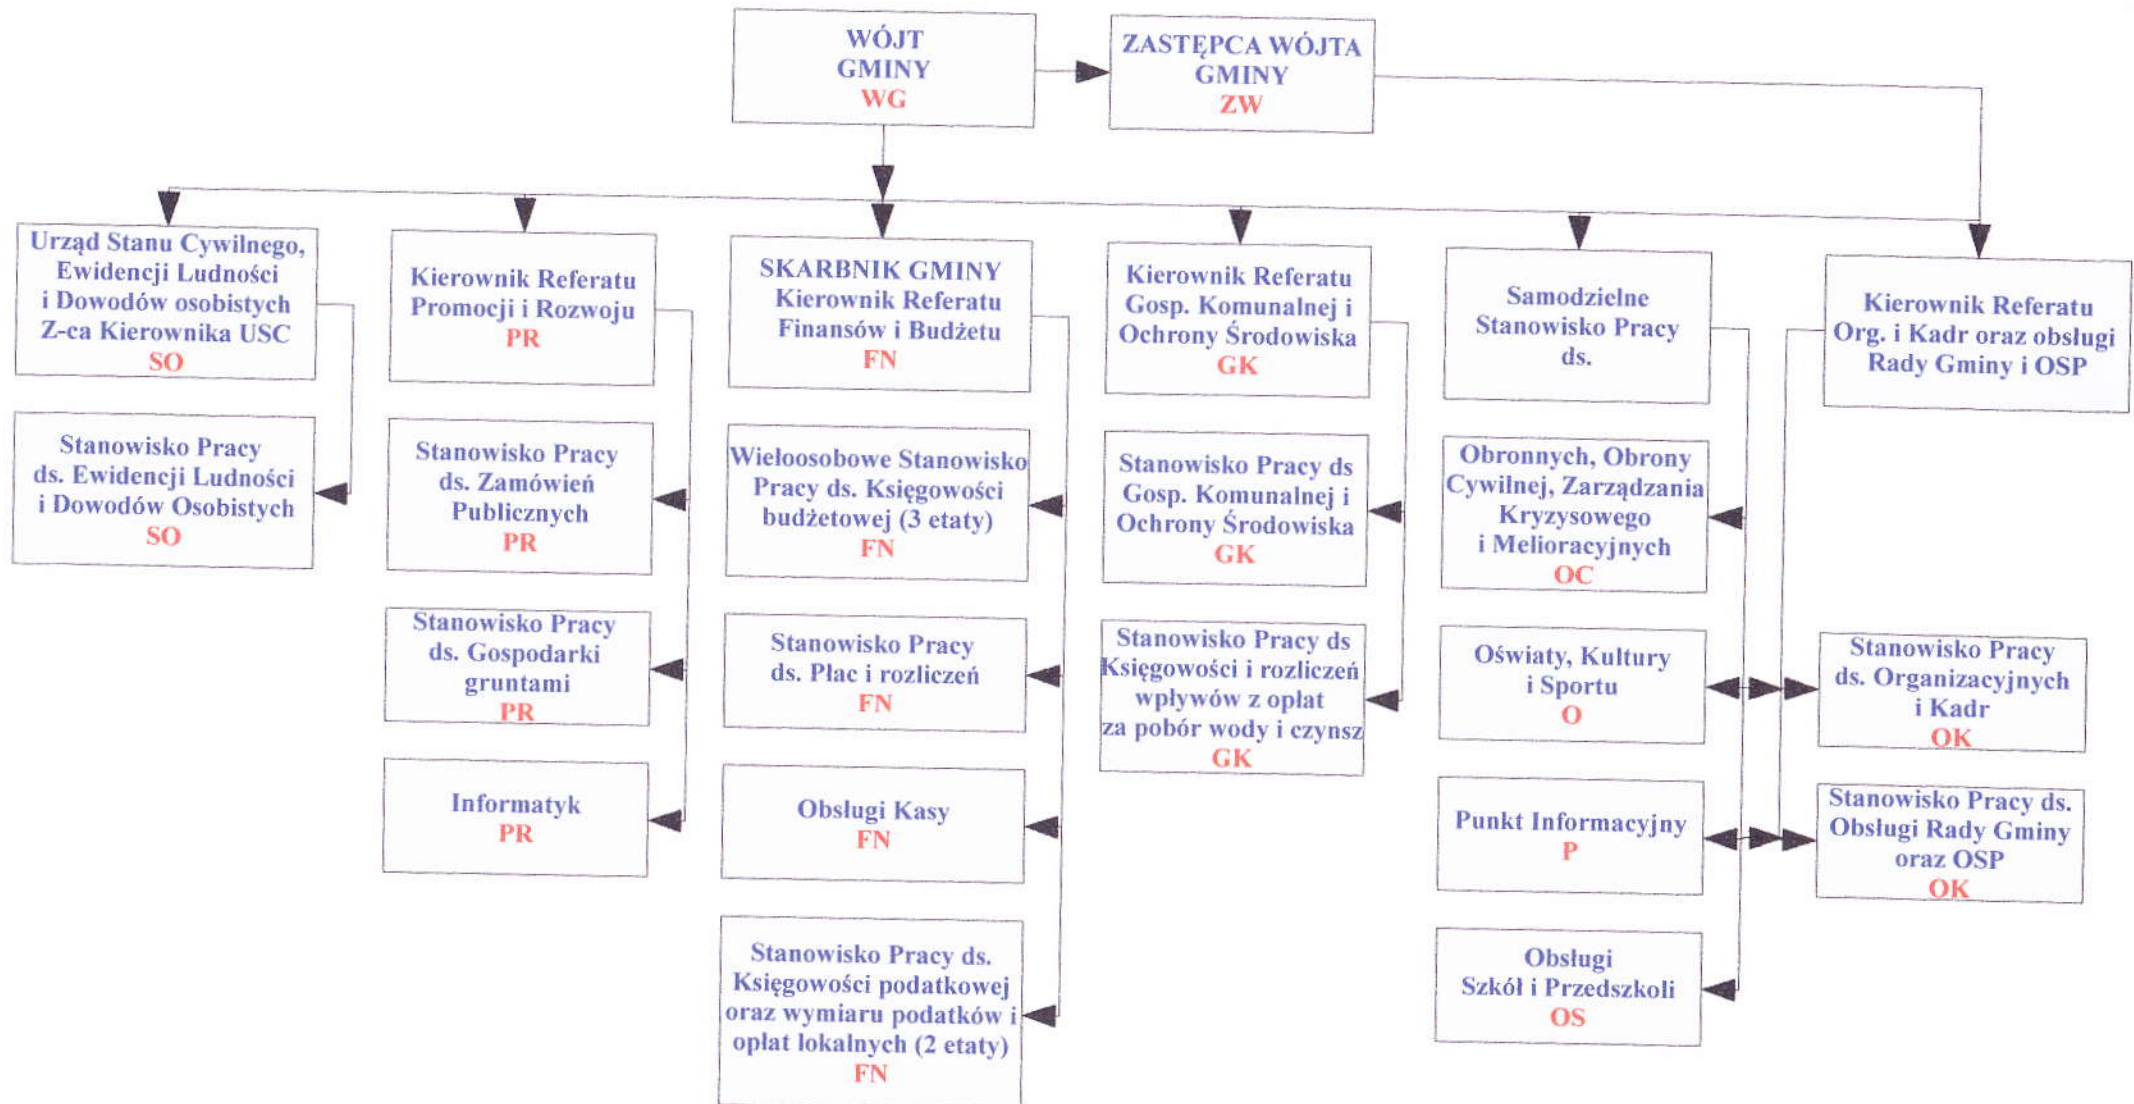 WÓJT
GMINY
WG
ZASTĘPCA WÓJTA
GMINY
ZW
Urząd Stanu Cywilnego,
Ewidencji Ludności
i Dowodów osobistych
Z-ca Kierownika USC
SO
Kierownik Referatu
Promocji i Rozwoju
PR
SKARBNIK GMINY
Kierownik Referatu
Finansów i Budżetu
FN
Kierownik Referatu
Gosp. Komunalnej i
Ochrony Środowiska
GK
Samodzielne
Stanowisko Pracy
ds.
Kierownik Referatu
Org. i Kadr oraz obsługi
Rady Gminy i OSP
Stanowisko Pracy
ds. Ewidencji Ludności
i Dowodów Osobistych
SO
Stanowisko Pracy
ds. Zamówień
Publicznych
PR
Wieloosobowe Stanowisko
Pracy ds. Księgowości
budżetowej (3 etaty)
FN
Stanowisko Pracy ds
Gosp. Komunalnej i
Ochrony Środowiska
GK
Obronnych, Obrony
Cywilnej, Zarządzania
Kryzysowego
i Melioracyjnych
OC
Stanowisko Pracy
ds. Gospodarki
gruntami
PR
Stanowisko Pracy
ds. Płac i rozliczeń
FN
Stanowisko Pracy ds
Księgowości i rozliczeń
wpływów z opłat
za pobór wody i czynsz
GK
Oświaty, Kultury
i Sportu
O
Stanowisko Pracy
ds. Organizacyjnych
i Kadr
OK
Informatyk
PR
Obsługi Kasy
FN
Punkt Informacyjny
P
Stanowisko Pracy ds.
Obsługi Rady Gminy
oraz OSP
OK
Stanowisko Pracy ds.
Księgowości podatkowej
oraz wymiaru podatków i
opłat lokalnych (2 etaty)
FN
Obsługi
Szkół i Przedszkoli
OS